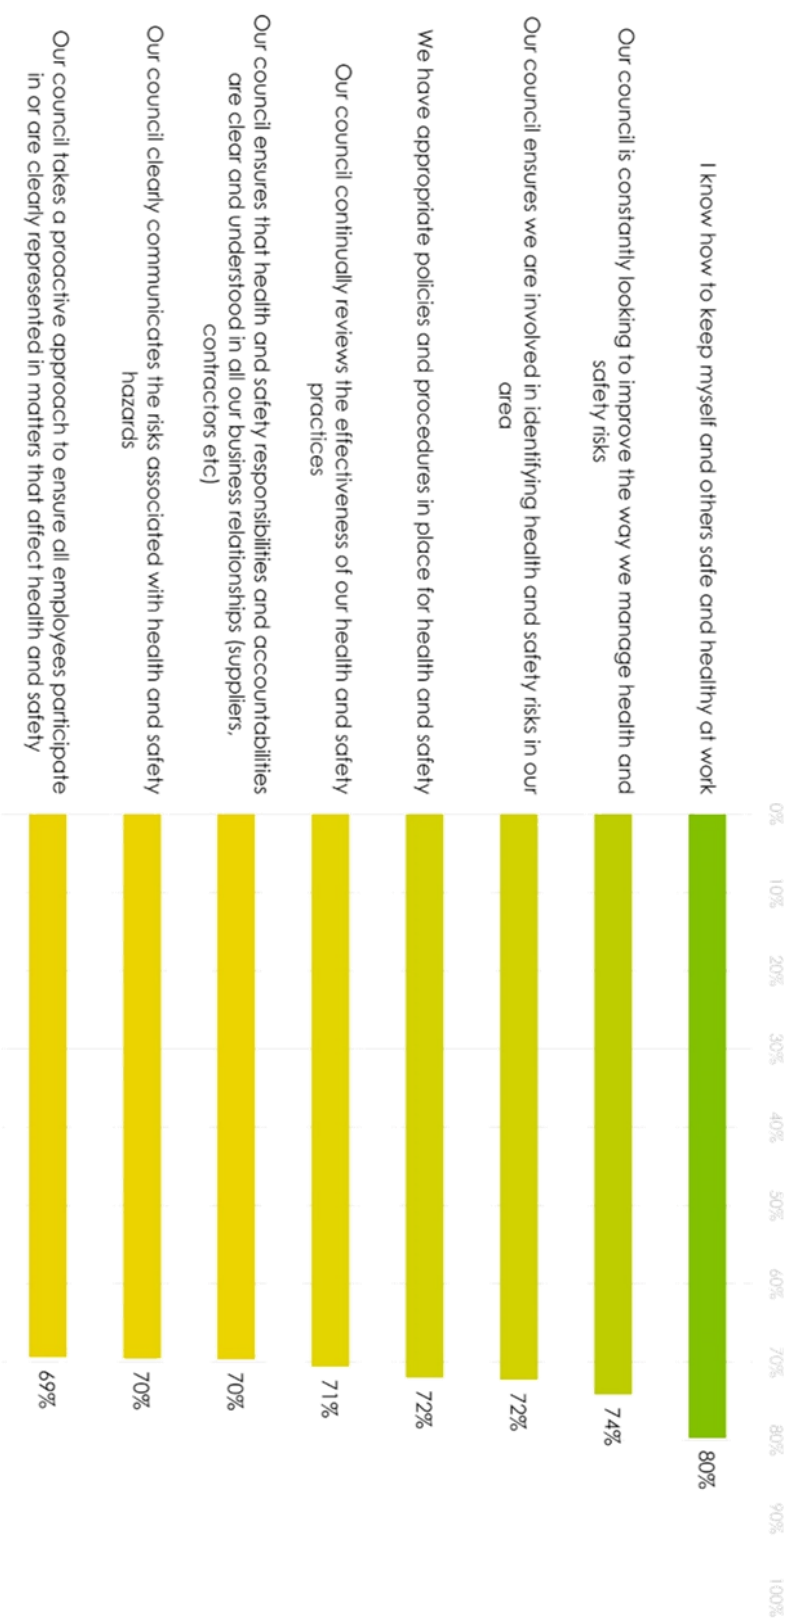 0% 10% 20% 30% 40% 50% 60% 70% 80% 90% 100%
I know how to keep myself and others safe and healthy at work
80%
Our council is constantly looking to improve the way we manage health and
safety risks
74%
Our council ensures we are involved in identifying health and safety risks in our
area
72%
We have appropriate policies and procedures in place for health and safety
72%
Our council continually reviews the effectiveness of our health and safety
practices
71%
Our council ensures that health and safety responsibilities and accountabilities
are clear and understood in all our business relationships (suppliers,
contractors etc)
70%
Our council clearly communicates the risks associated with health and safety
hazards
70%
Our council takes a proactive approach to ensure all employees participate
in or are clearly represented in matters that affect health and safety
69%